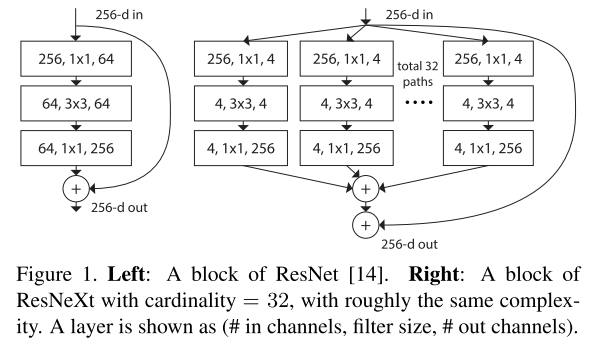 256-d in
256, 1x1, 64
64, 3x3, 64
64, 1x1, 256
+
256-d out
256-d in
256, 1x1, 4
256, 1x1, 4
total 32
paths
....
256, 1x1, 4
4, 3x3, 4
4, 3x3, 4
4, 3x3, 4
4, 1x1, 256
4, 1x1, 256
4, 1x1, 256
+
+
256-d out
Figure 1. Left: A block of ResNet [14]. Right: A block of
ResNeXt with cardinality = 32, with roughly the same complex-
ity. A layer is shown as (# in channels, filter size, # out channels).